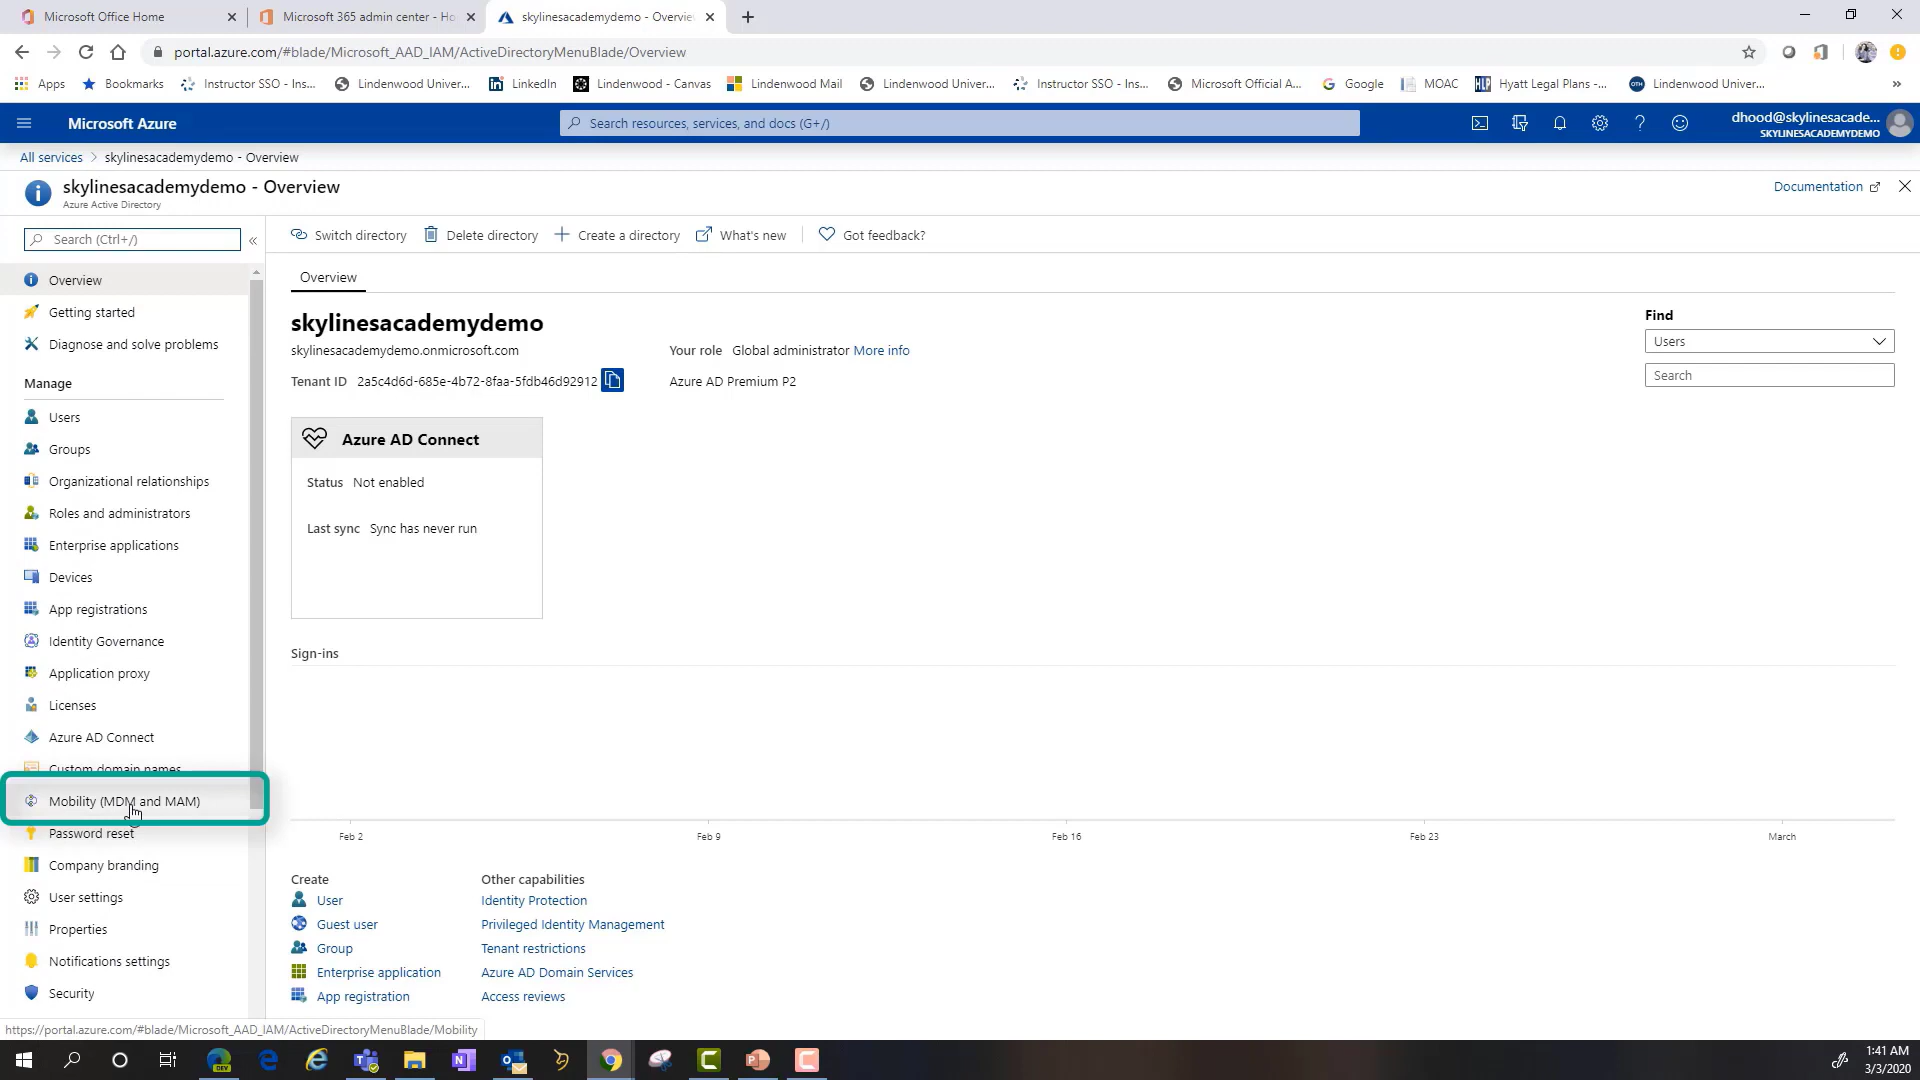 Microsoft Office Home
Microsoft 365 admin center - Ho
skylinesacademydemo - Overvie
portal.azure.com/#blade/Microsoft_AAD_IAM/ActiveDirectoryMenuBlade/Overview
Apps
Bookmarks
Instructor SSO - Ins...
Lindenwood Univer...
LinkedIn
Lindenwood - Canvas
Lindenwood Mail
Lindenwood Univer...
Instructor SSO - Ins...
Microsoft Official A...
Google
MOAC
Hyatt Legal Plans -...
Lindenwood Univer...
»
Microsoft Azure
Search resources, services, and docs (G+/)
dhood@skylinesacade...
SKYLINESACADEMYDEMO
All services > skylinesacademydemo - Overview
skylinesacademydemo - Overview
Azure Active Directory
Documentation
Search (Ctrl+/)
«
Switch directory
Delete directory
Create a directory
What's new
Got feedback?
Overview
Getting started
Diagnose and solve problems
Manage
Users
Groups
Organizational relationships
Roles and administrators
Enterprise applications
Devices
App registrations
Identity Governance
Application proxy
Licenses
Azure AD Connect
Custom domain names
Mobility (MDM and MAM)
Password reset
Company branding
User settings
Properties
Notifications settings
Security
Overview
skylinesacademydemo
skylinesacademydemo.onmicrosoft.com
Your role Global administrator More info
Tenant ID 2a5c4d6d-685e-4b72-8faa-5fdb46d92912
Azure AD Premium P2
Find
Users
Search
Azure AD Connect
Status Not enabled
Last sync Sync has never run
Sign-ins
Feb 2
Feb 9
Feb 16
Feb 23
March
Create
User
Guest user
Group
Enterprise application
App registration
Other capabilities
Identity Protection
Privileged Identity Management
Tenant restrictions
Azure AD Domain Services
Access reviews
https://portal.azure.com/#blade/Microsoft_AAD_IAM/ActiveDirectoryMenuBlade/Mobility
1:41 AM
3/3/2020